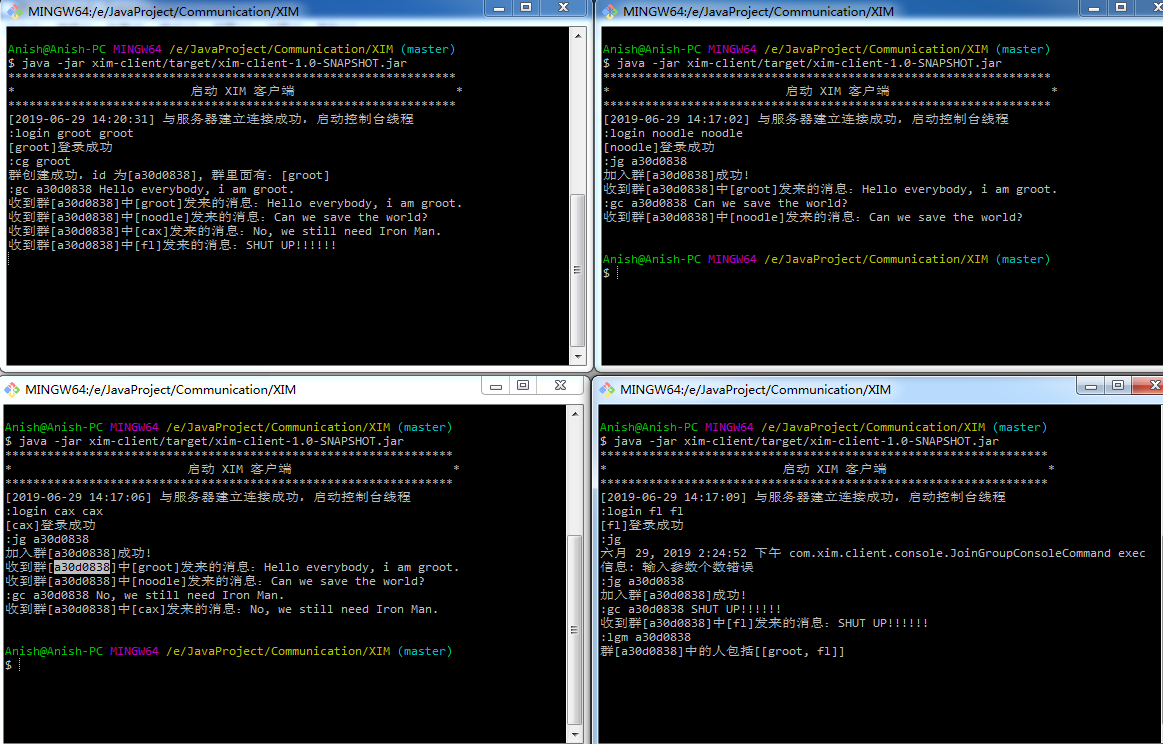 MINGW64:/e/JavaProject/Communication/XIM
Anish@Anish-PC MINGW64 /e/JavaProject/Communication/XIM (master)
$ java -jar xim-client/target/xim-client-1.0-SNAPSHOT.jar
****************************************************************
* 启动 XIM 客户端 *
****************************************************************
[2019-06-29 14:20:31] 与服务器建立连接成功，启动控制台线程
:login groot groot
[groot]登录成功
:cg groot
群创建成功，id 为[a30d0838], 群里面有：[groot]
:gc a30d0838 Hello everybody, i am groot.
收到群[a30d0838]中[groot]发来的消息：Hello everybody, i am groot.
收到群[a30d0838]中[noodle]发来的消息：Can we save the world?
收到群[a30d0838]中[cax]发来的消息：No, we still need Iron Man.
收到群[a30d0838]中[fl]发来的消息：SHUT UP!!!!!!
MINGW64:/e/JavaProject/Communication/XIM
Anish@Anish-PC MINGW64 /e/JavaProject/Communication/XIM (master)
$ java -jar xim-client/target/xim-client-1.0-SNAPSHOT.jar
****************************************************************
* 启动 XIM 客户端 *
****************************************************************
[2019-06-29 14:17:02] 与服务器建立连接成功，启动控制台线程
:login noodle noodle
[noodle]登录成功
:jg a30d0838
加入群[a30d0838]成功!
收到群[a30d0838]中[groot]发来的消息：Hello everybody, i am groot.
:gc a30d0838 Can we save the world?
收到群[a30d0838]中[noodle]发来的消息：Can we save the world?
Anish@Anish-PC MINGW64 /e/JavaProject/Communication/XIM (master)
$
MINGW64:/e/JavaProject/Communication/XIM
Anish@Anish-PC MINGW64 /e/JavaProject/Communication/XIM (master)
$ java -jar xim-client/target/xim-client-1.0-SNAPSHOT.jar
****************************************************************
* 启动 XIM 客户端 *
****************************************************************
[2019-06-29 14:17:06] 与服务器建立连接成功，启动控制台线程
:login cax cax
[cax]登录成功
:jg a30d0838
加入群[a30d0838]成功!
收到群[a30d0838]中[groot]发来的消息：Hello everybody, i am groot.
收到群[a30d0838]中[noodle]发来的消息：Can we save the world?
:gc a30d0838 No, we still need Iron Man.
收到群[a30d0838]中[cax]发来的消息：No, we still need Iron Man.
Anish@Anish-PC MINGW64 /e/JavaProject/Communication/XIM (master)
$
MINGW64:/e/JavaProject/Communication/XIM
Anish@Anish-PC MINGW64 /e/JavaProject/Communication/XIM (master)
$ java -jar xim-client/target/xim-client-1.0-SNAPSHOT.jar
****************************************************************
* 启动 XIM 客户端 *
****************************************************************
[2019-06-29 14:17:09] 与服务器建立连接成功，启动控制台线程
:login fl fl
[fl]登录成功
:jg
六月 29, 2019 2:24:52 下午 com.xim.client.console.JoinGroupConsoleCommand exec
信息: 输入参数个数错误
:jg a30d0838
加入群[a30d0838]成功!
:gc a30d0838 SHUT UP!!!!!!
收到群[a30d0838]中[fl]发来的消息：SHUT UP!!!!!!
:lgm a30d0838
群[a30d0838]中的人包括[[groot, fl]]